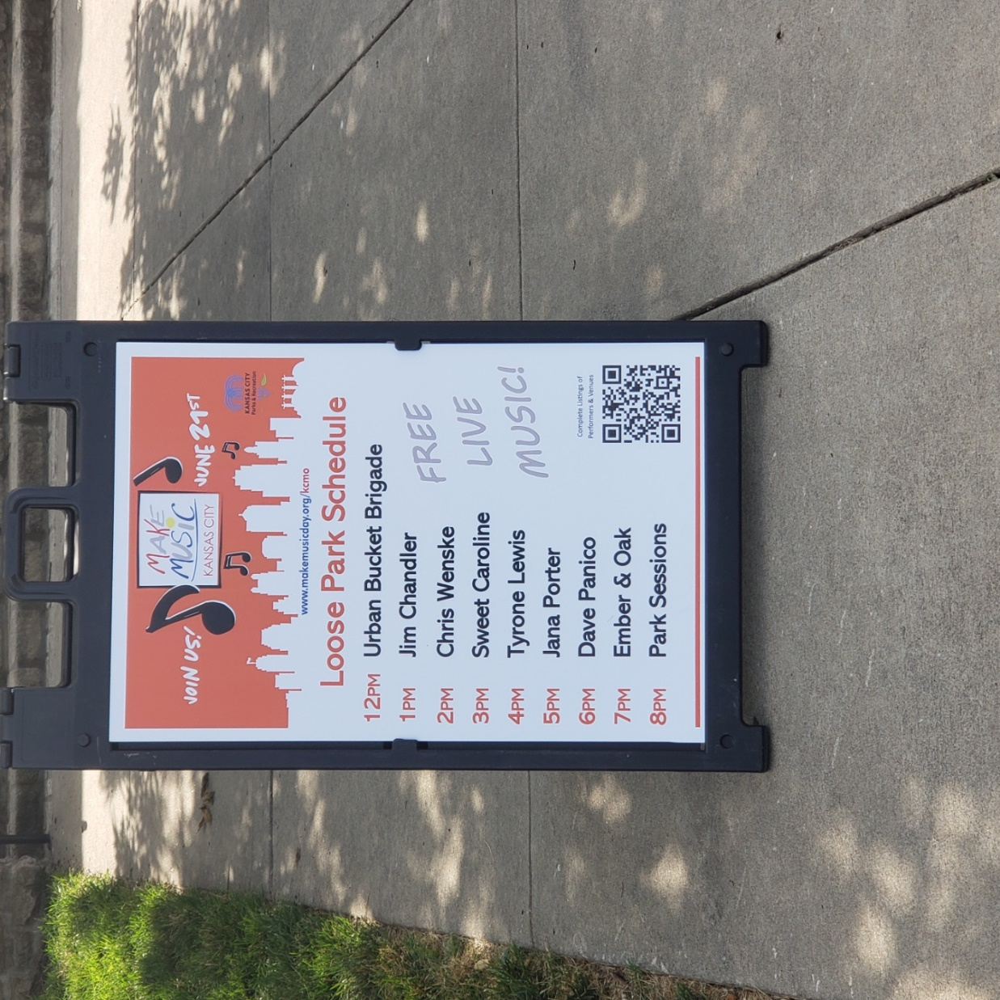 JOIN US!
MAKE
MUSIC
KANSAS CITY
JUNE 21ST
KANSAS CITY
Parks & Recreation
www.makemusicday.org/kcmo
Loose Park Schedule
12PM Urban Bucket Brigade
1PM Jim Chandler
2PM Chris Wenske
3PM Sweet Caroline
4PM Tyrone Lewis
5PM Jana Porter
6PM Dave Panico
7PM Ember & Oak
8PM Park Sessions
FREE
LIVE
MUSIC!
Complete Listings of
Performers & Venues